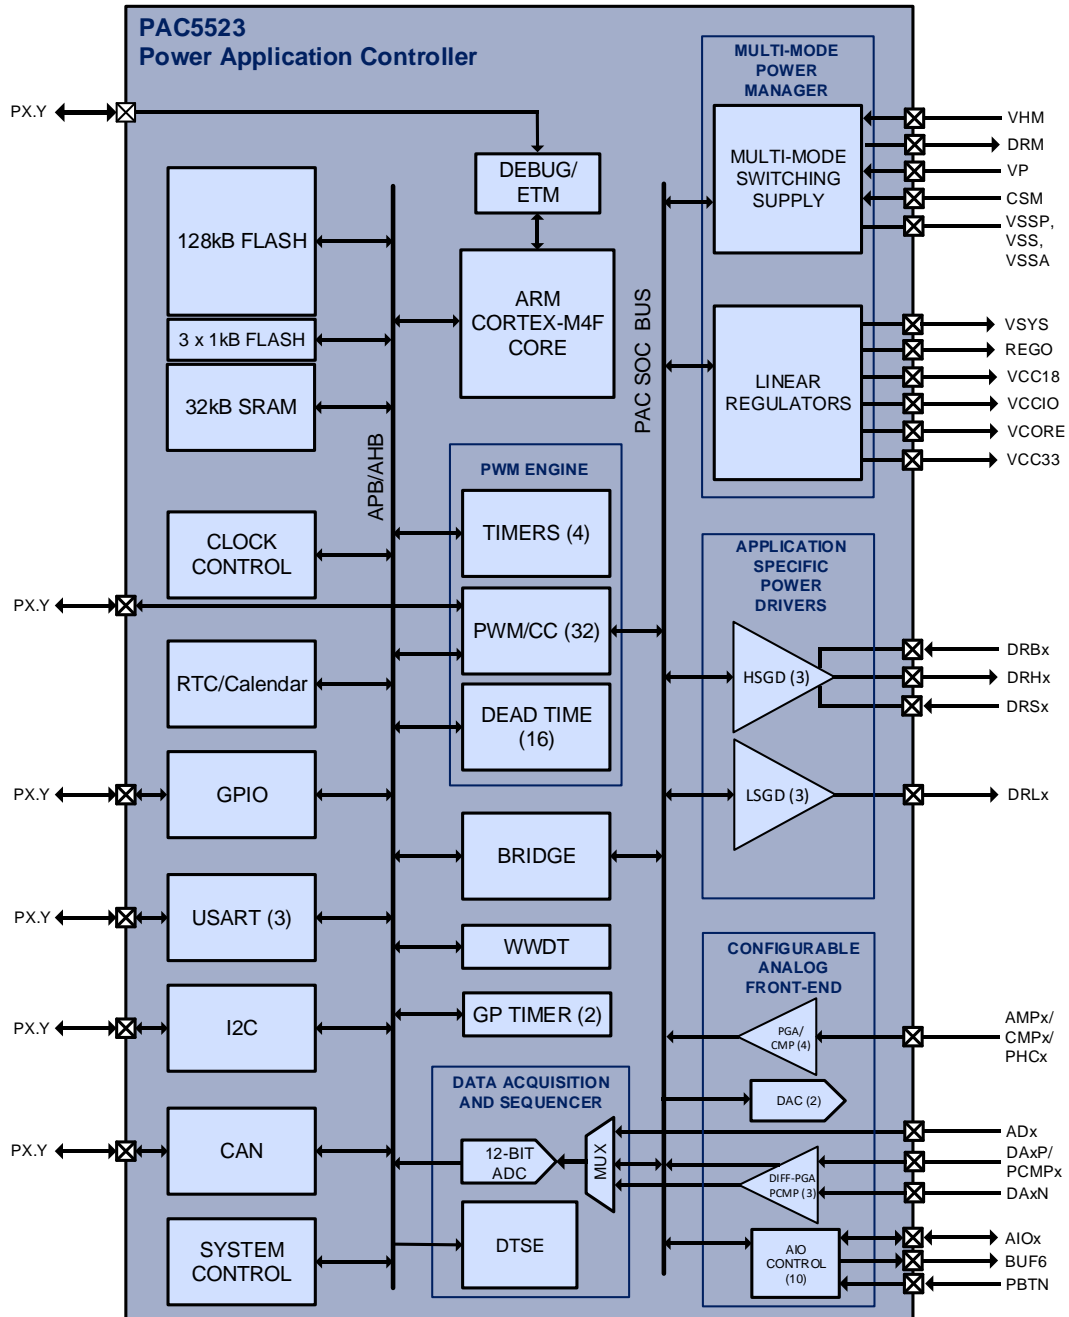 PAC5523
Power Application Controller
PX.Y
DEBUG/
ETM
128kB FLASH
3 x 1kB FLASH
32kB SRAM
ARM
CORTEX-M4F
CORE
APB/AHB
PAC SOC BUS
CLOCK
CONTROL
PX.Y
RTC/Calendar
PX.Y
GPIO
PX.Y
USART (3)
PX.Y
I2C
PX.Y
CAN
SYSTEM
CONTROL
PWM ENGINE
TIMERS (4)
PWM/CC (32)
DEAD TIME
(16)
BRIDGE
WWDT
GP TIMER (2)
DATA ACQUISITION
AND SEQUENCER
12-BIT
ADC
MUX
DTSE
MULTI-MODE
POWER
MANAGER
MULTI-MODE
SWITCHING
SUPPLY
VHM
DRM
VP
CSM
VSSP,
VSS,
VSSA
LINEAR
REGULATORS
VSYS
REGO
VCC18
VCCIO
VCORE
VCC33
APPLICATION
SPECIFIC
POWER
DRIVERS
HSGD (3)
DRBx
DRHx
DRSx
LSGD (3)
DRLx
CONFIGURABLE
ANALOG
FRONT-END
PGA/
CMP (4)
AMPx/
CMPx/
PHCx
DAC (2)
ADx
DIFF-PGA
PCMP (3)
DAxP/
PCMPx
DAxN
AIO
CONTROL
(10)
AIOx
BUF6
PBTN